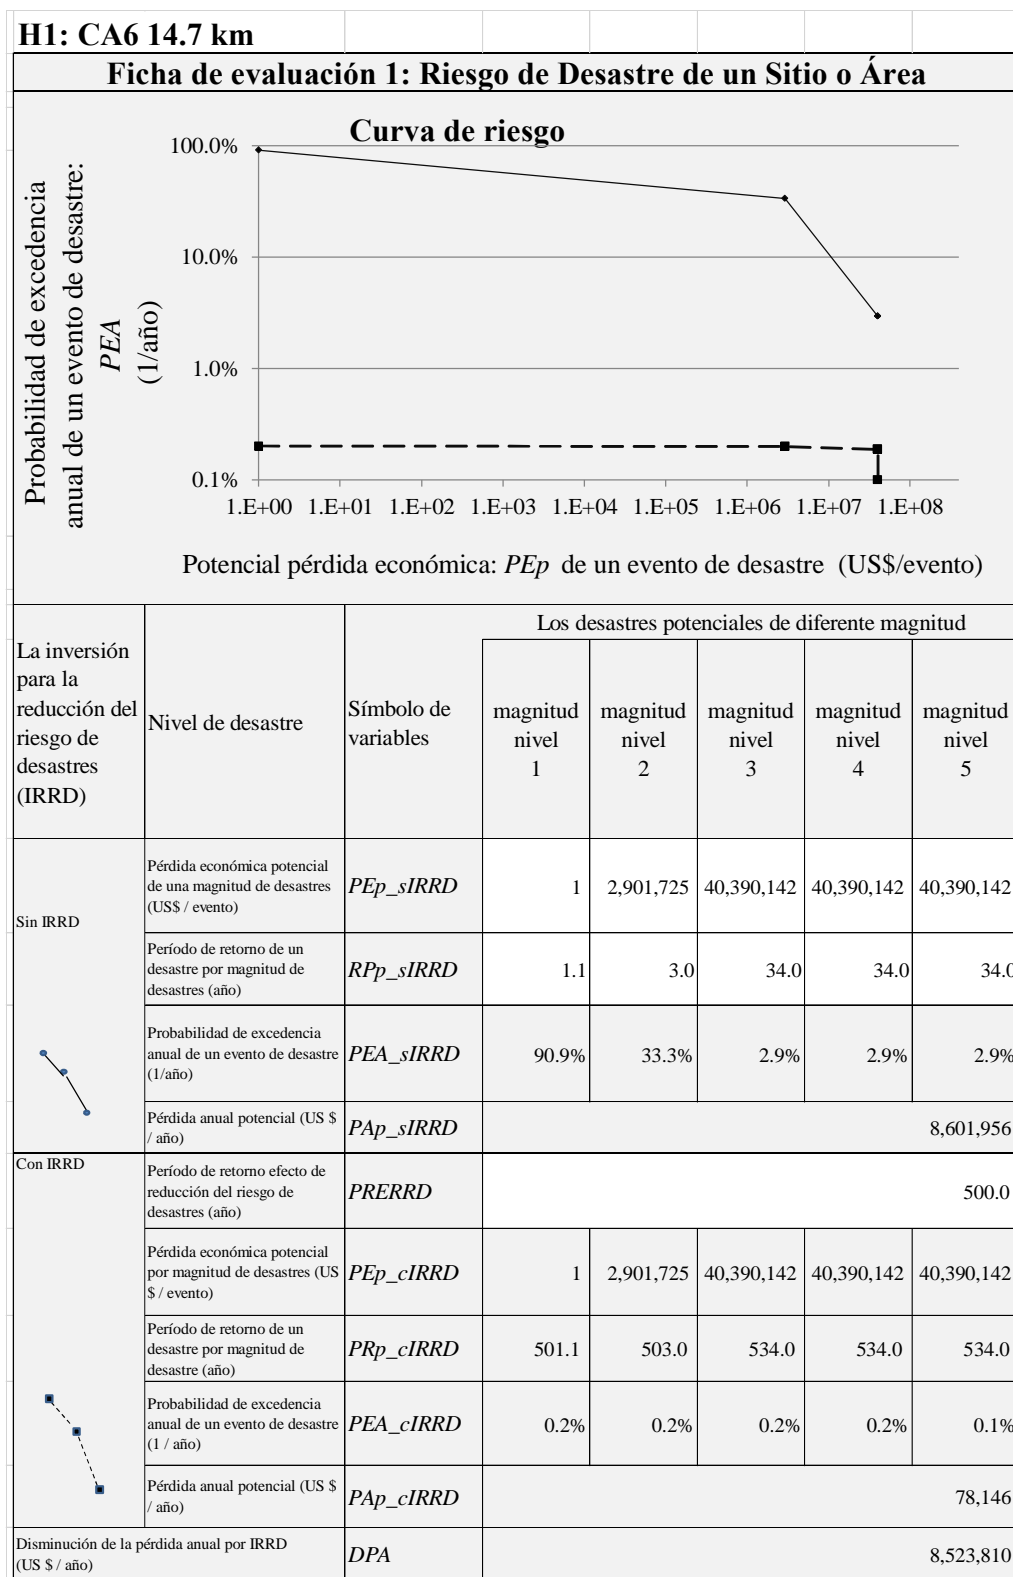 H1: CA6 14.7 km
Ficha de evaluación 1: Riesgo de Desastre de un Sitio o Área
Curva de riesgo
Probabilidad de excedencia
anual de un evento de desastre:
PEA
(1/año)
100.0%
10.0%
1.0%
0.1%
1.E+00 1.E+01 1.E+02 1.E+03 1.E+04 1.E+05 1.E+06 1.E+07 1.E+08
Potencial pérdida económica: PEp de un evento de desastre (US$/evento)
La inversión
para la
reducción del
riesgo de
desastres
(IRRD)
Nivel de desastre
Símbolo de
variables
Los desastres potenciales de diferente magnitud
magnitud
nivel
1
magnitud
nivel
2
magnitud
nivel
3
magnitud
nivel
4
magnitud
nivel
5
Sin IRRD
Pérdida económica potencial
de una magnitud de desastres
(US$ / evento)
PEp_sIRRD
1 2,901,725 40,390,142 40,390,142 40,390,142
Período de retorno de un
desastre por magnitud de
desastres (año)
RPp_sIRRD
1.1 3.0 34.0 34.0 34.0
Probabilidad de excedencia
anual de un evento de desastre
(1/año)
PEA_sIRRD
90.9% 33.3% 2.9% 2.9% 2.9%
Pérdida anual potencial (US $
/ año)
PAp_sIRRD
8,601,956
Con IRRD
Período de retorno efecto de
reducción del riesgo de
desastres (año)
PRERRD
500.0
Pérdida económica potencial
por magnitud de desastres (US
$ / evento)
PEp_cIRRD
1 2,901,725 40,390,142 40,390,142 40,390,142
Período de retorno de un
desastre por magnitud de
desastre (año)
PRp_cIRRD
501.1 503.0 534.0 534.0 534.0
Probabilidad de excedencia
anual de un evento de desastre
(1 / año)
PEA_cIRRD
0.2% 0.2% 0.2% 0.2% 0.1%
Pérdida anual potencial (US $
/ año)
PAp_cIRRD
78,146
Disminución de la pérdida anual por IRRD
(US $ / año)
DPA
8,523,810